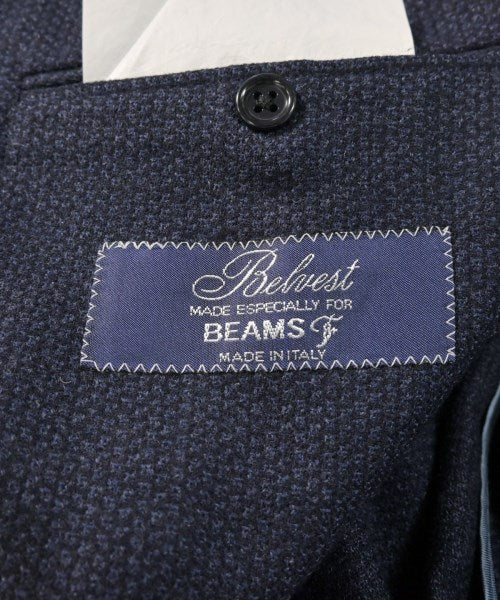 Belvest
MADE ESPECIALLY FOR
BEAMS F
MADE IN ITALY